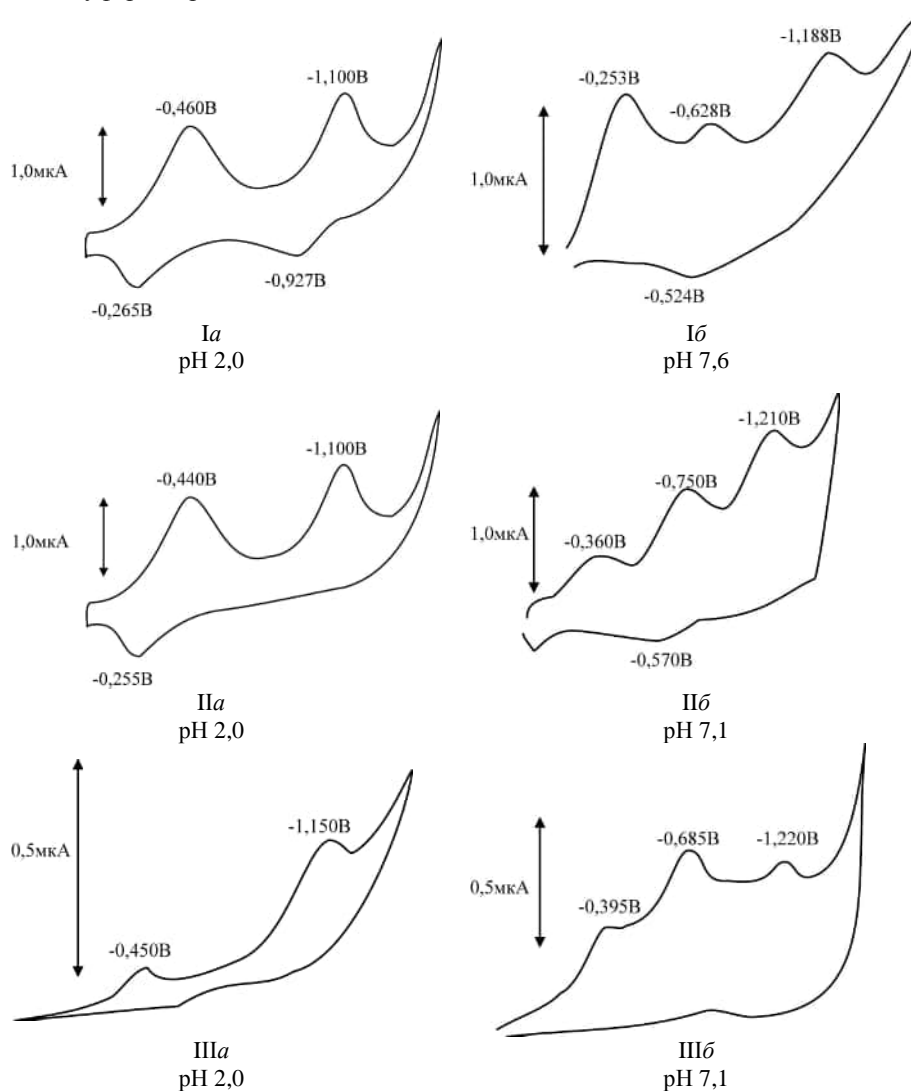 -1,188В
-1,100В
-0,460В
-0,253В
-0,628В
1,0мкА
1,0мкА
-0,927В
-0,265В
-0,524В
Iа
Iб
pH 2,0
pH 7,6
-1,210В
-1,100В
-0,440В
-0,750В
-0,360В
1,0мкА
1,0мкА
-0,255В
-0,570В
IIа
IIб
pH 2,0
pH 7,1
-1,150В
-0,685В
-1,220В
0,5мкА
0,5мкА
-0,395В
-0,450В
IIIа
IIIб
pH 2,0
pH 7,1